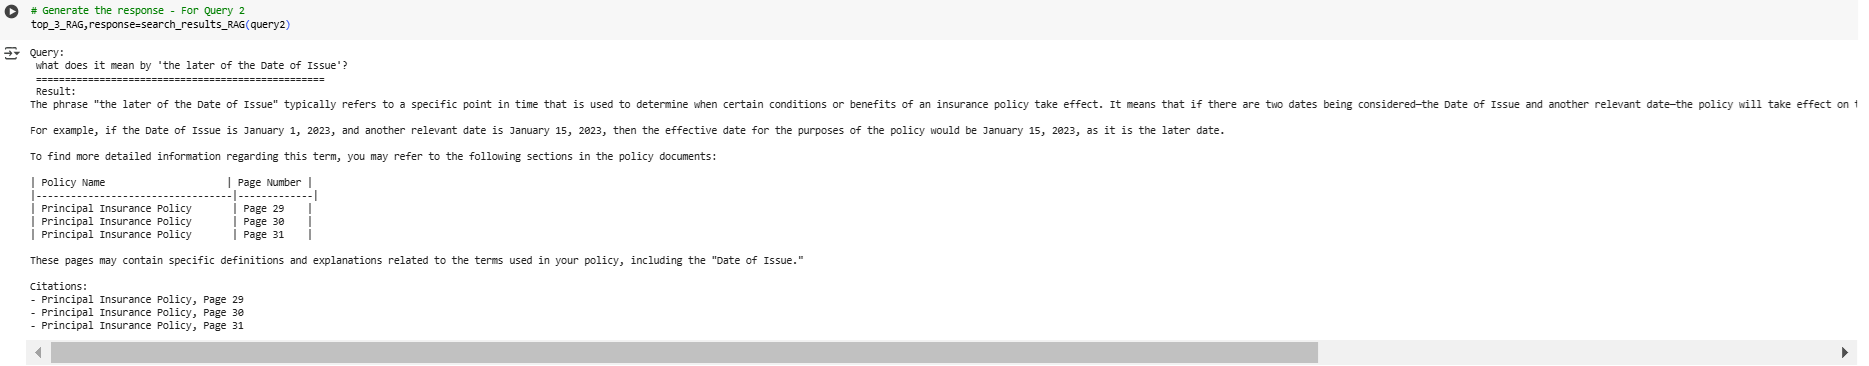 # Generate the response - For Query 2
top_3_RAG,response=search_results_RAG(query2)
Query:
what does it mean by 'the later of the Date of Issue'?
==================================================
Result:
The phrase "the later of the Date of Issue" typically refers to a specific point in time that is used to determine when certain conditions or benefits of an insurance policy take effect. It means that if there are two dates being considered—the Date of Issue and another relevant date—the policy will take effect on
For example, if the Date of Issue is January 1, 2023, and another relevant date is January 15, 2023, then the effective date for the purposes of the policy would be January 15, 2023, as it is the later date.
To find more detailed information regarding this term, you may refer to the following sections in the policy documents:
| Policy Name | Page Number |
|--------------------------------|-------------|
| Principal Insurance Policy | Page 29 |
| Principal Insurance Policy | Page 30 |
| Principal Insurance Policy | Page 31 |
These pages may contain specific definitions and explanations related to the terms used in your policy, including the "Date of Issue."
Citations:
- Principal Insurance Policy, Page 29
- Principal Insurance Policy, Page 30
- Principal Insurance Policy, Page 31